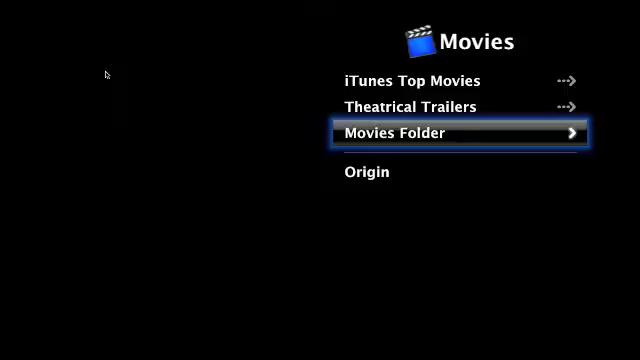 Movies
iTunes Top Movies
Theatrical Trailers
Movies Folder
Origin